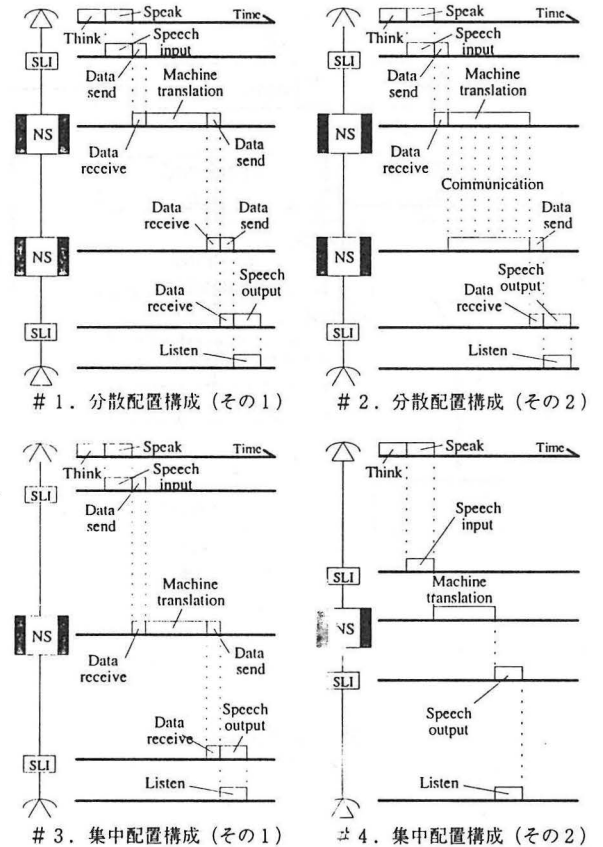 Speak
Time
Think
Speech
input
SLI
Data
send
Machine
translation
NS
Data
receive
Data
send
Data
receive
Data
send
NS
Data
receive
Speech
output
SLI
Listen
#1. 分散配置構成（その1）
Speak
Time
Think
Speech
input
SLI
Data
send
Machine
translation
NS
Data
receive
Communication
Data
send
NS
Speech
output
Data
receive
SLI
Listen
#2. 分散配置構成（その2）
Speak
Time
Think
Speech
input
SLI
Data
send
Machine
translation
NS
Data
receive
Data
send
Data
receive
Speech
output
SLI
Listen
#3. 集中配置構成（その1）
Speak
Time
Think
Speech
input
SLI
Machine
translation
NS
SLI
Speech
output
Listen
#4. 集中配置構成（その2）